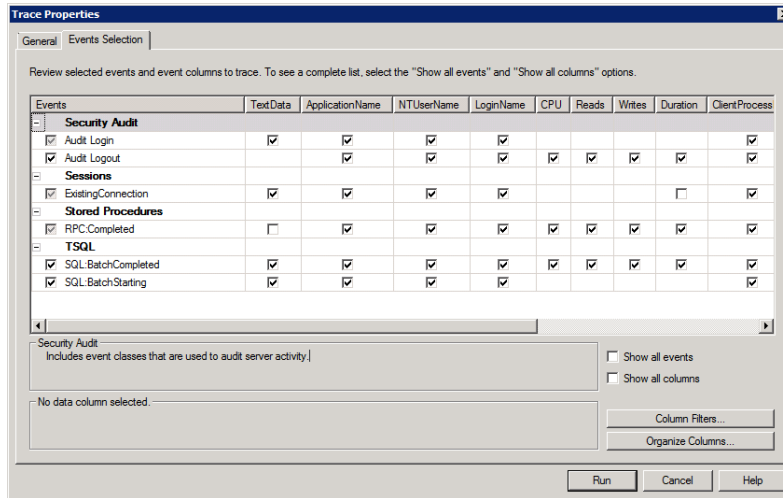 Trace Properties
General Events Selection
Review selected events and event columns to trace. To see a complete list, select the "Show all events" and "Show all columns" options.
Events TextData ApplicationName NTUserName LoginName CPU Reads Writes Duration ClientProcess
Security Audit
Audit Login
Audit Logout
Sessions
ExistingConnection
Stored Procedures
RPC:Completed
TSQL
SQL:BatchCompleted
SQL:BatchStarting
Security Audit
Includes event classes that are used to audit server activity.
Show all events
Show all columns
No data column selected.
Column Filters...
Organize Columns...
Run Cancel Help